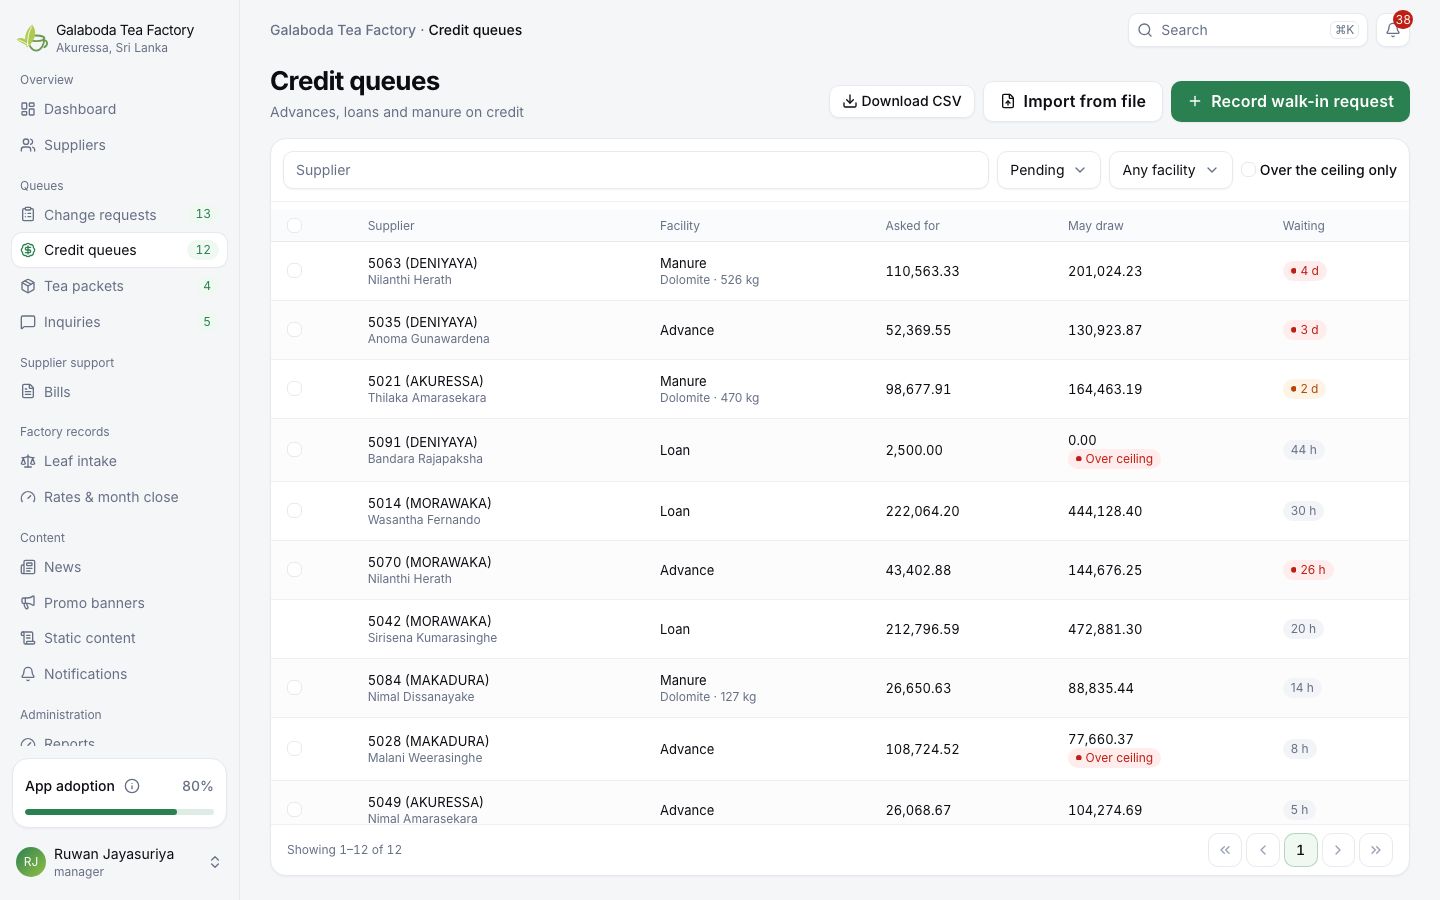 Galaboda Tea Factory
Akuressa, Sri Lanka
Overview
Dashboard
Suppliers
Queues
Change requests 13
Credit queues 12
Tea packets 4
Inquiries 5
Supplier support
Bills
Factory records
Leaf intake
Rates & month close
Content
News
Promo banners
Static content
Notifications
Administration
Reports
App adoption 80%
RJ
Ruwan Jayasuriya
manager
Galaboda Tea Factory · Credit queues
Search ⌘K
38
Credit queues
Advances, loans and manure on credit
Download CSV
Import from file
Record walk-in request
Supplier
Pending
Any facility
Over the ceiling only
Supplier Facility Asked for May draw Waiting
5063 (DENIYAYA) Manure 110,563.33 201,024.23 4 d
Nilanthi Herath Dolomite · 526 kg
5035 (DENIYAYA) Advance 52,369.55 130,923.87 3 d
Anoma Gunawardena
5021 (AKURESSA) Manure 98,677.91 164,463.19 2 d
Thilaka Amarasekara Dolomite · 470 kg
5091 (DENIYAYA) Loan 2,500.00 0.00 44 h
Bandara Rajapaksha Over ceiling
5014 (MORAWAKA) Loan 222,064.20 444,128.40 30 h
Wasantha Fernando
5070 (MORAWAKA) Advance 43,402.88 144,676.25 26 h
Nilanthi Herath
5042 (MORAWAKA) Loan 212,796.59 472,881.30 20 h
Sirisena Kumarasinghe
5084 (MAKADURA) Manure 26,650.63 88,835.44 14 h
Nimal Dissanayake Dolomite · 127 kg
5028 (MAKADURA) Advance 108,724.52 77,660.37 8 h
Malani Weerasinghe Over ceiling
5049 (AKURESSA) Advance 26,068.67 104,274.69 5 h
Nimal Amarasekara
Showing 1–12 of 12
1